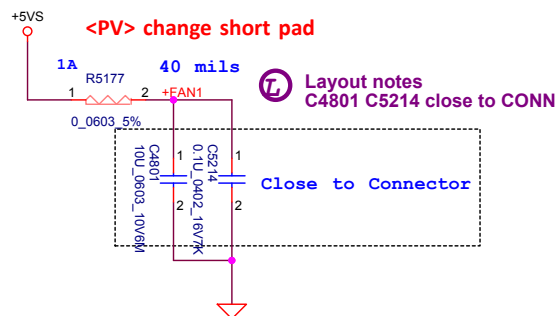 +5VS
<PV> change short pad
1A
R5177
40 mils
1
2
+FAN1
0_0603_5%
L
Layout notes
C4801 C5214 close to CONN
C4801
10U_0603_10V6M
1
2
C5214
0.1U_0402_16V7K
1
2
Close to Connector